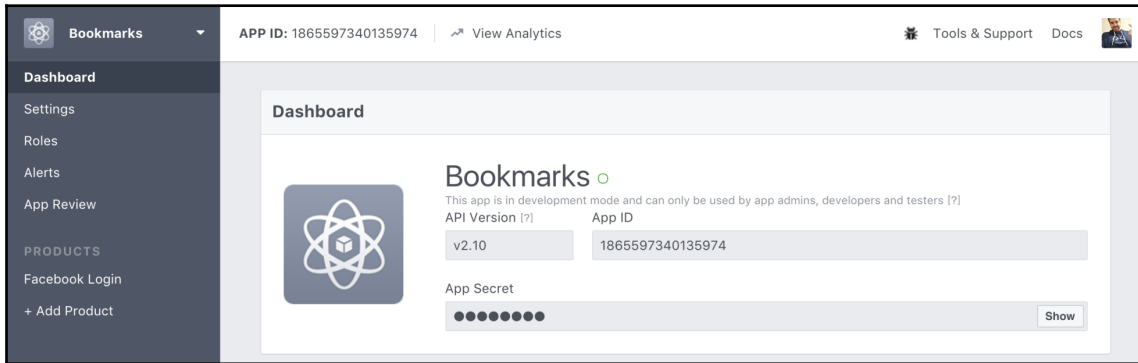 Bookmarks
APP ID: 1865597340135974
View Analytics
Tools & Support
Docs
Dashboard
Settings
Roles
Alerts
App Review
PRODUCTS
Facebook Login
+ Add Product
Dashboard
Bookmarks
This app is in development mode and can only be used by app admins, developers and testers [?]
API Version [?]
App ID
v2.10
1865597340135974
App Secret
●●●●●●●●
Show